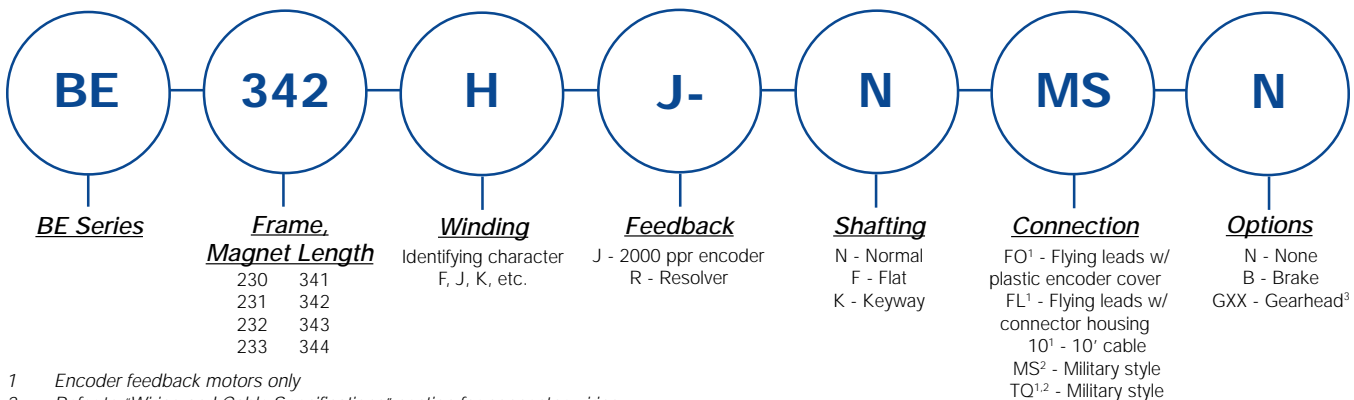 BE 342 H J- N MS N
BE Series
Frame,
Magnet Length
230 341
231 342
232 343
233 344
Winding
Identifying character
F, J, K, etc.
Feedback
J - 2000 ppr encoder
R - Resolver
Shafting
N - Normal
F - Flat
K - Keyway
Connection
FO¹ - Flying leads w/
plastic encoder cover
FL¹ - Flying leads w/
connector housing
10¹ - 10’ cable
MS² - Military style
TQ¹,² - Military style
Options
N - None
B - Brake
GXX - Gearhead³
1 Encoder feedback motors only